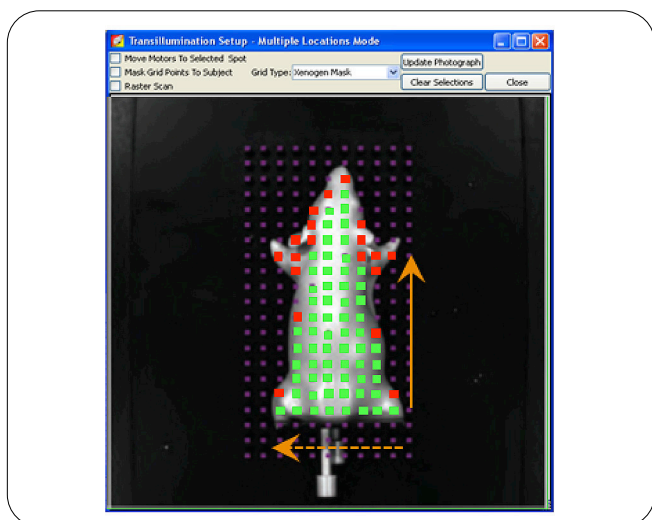 Transillumination Setup - Multiple Locations Mode
Move Motors To Selected Spot
Update Photograph
Mask Grid Points To Subject Grid Type: Xenogen Mask
Clear Selections Close
Raster Scan